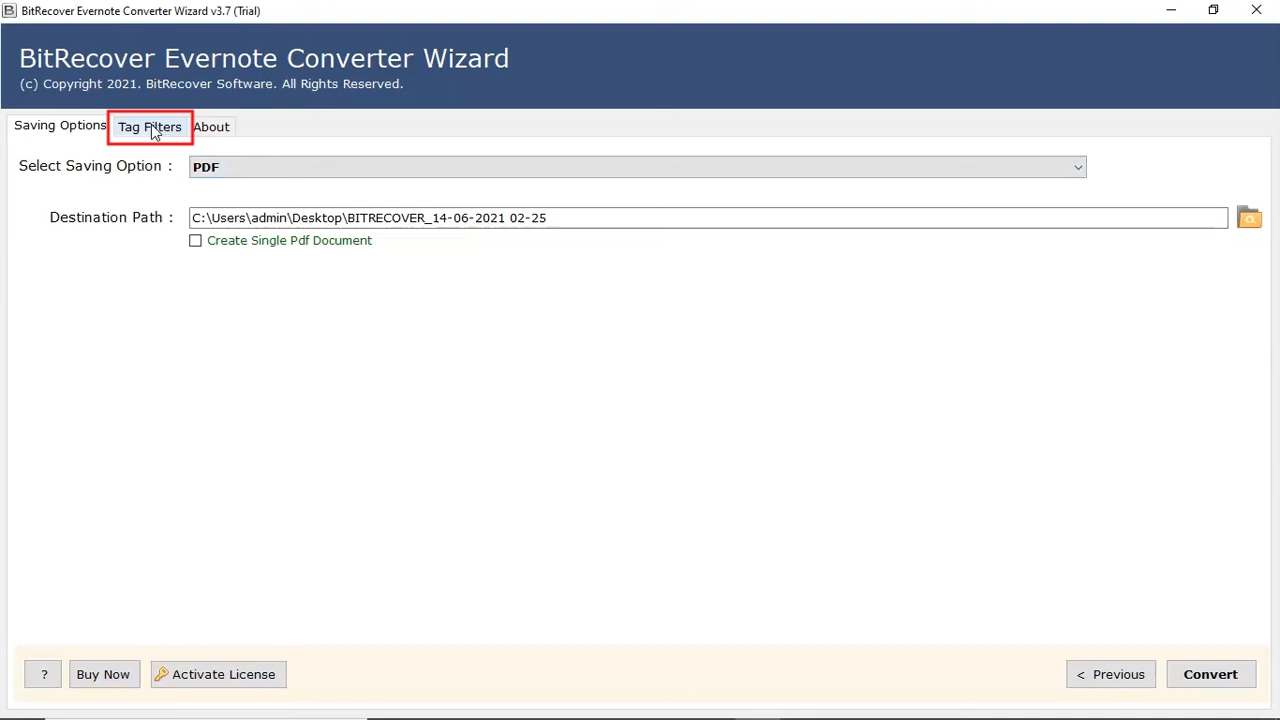 BitRecover Evernote Converter Wizard v3.7 (Trial)
BitRecover Evernote Converter Wizard
(c) Copyright 2021. BitRecover Software. All Rights Reserved.
Saving Options Tag Filters About
Select Saving Option : PDF
Destination Path : C:\Users\admin\Desktop\BITRECOVER_14-06-2021 02-25
Create Single Pdf Document
? Buy Now Activate License < Previous Convert